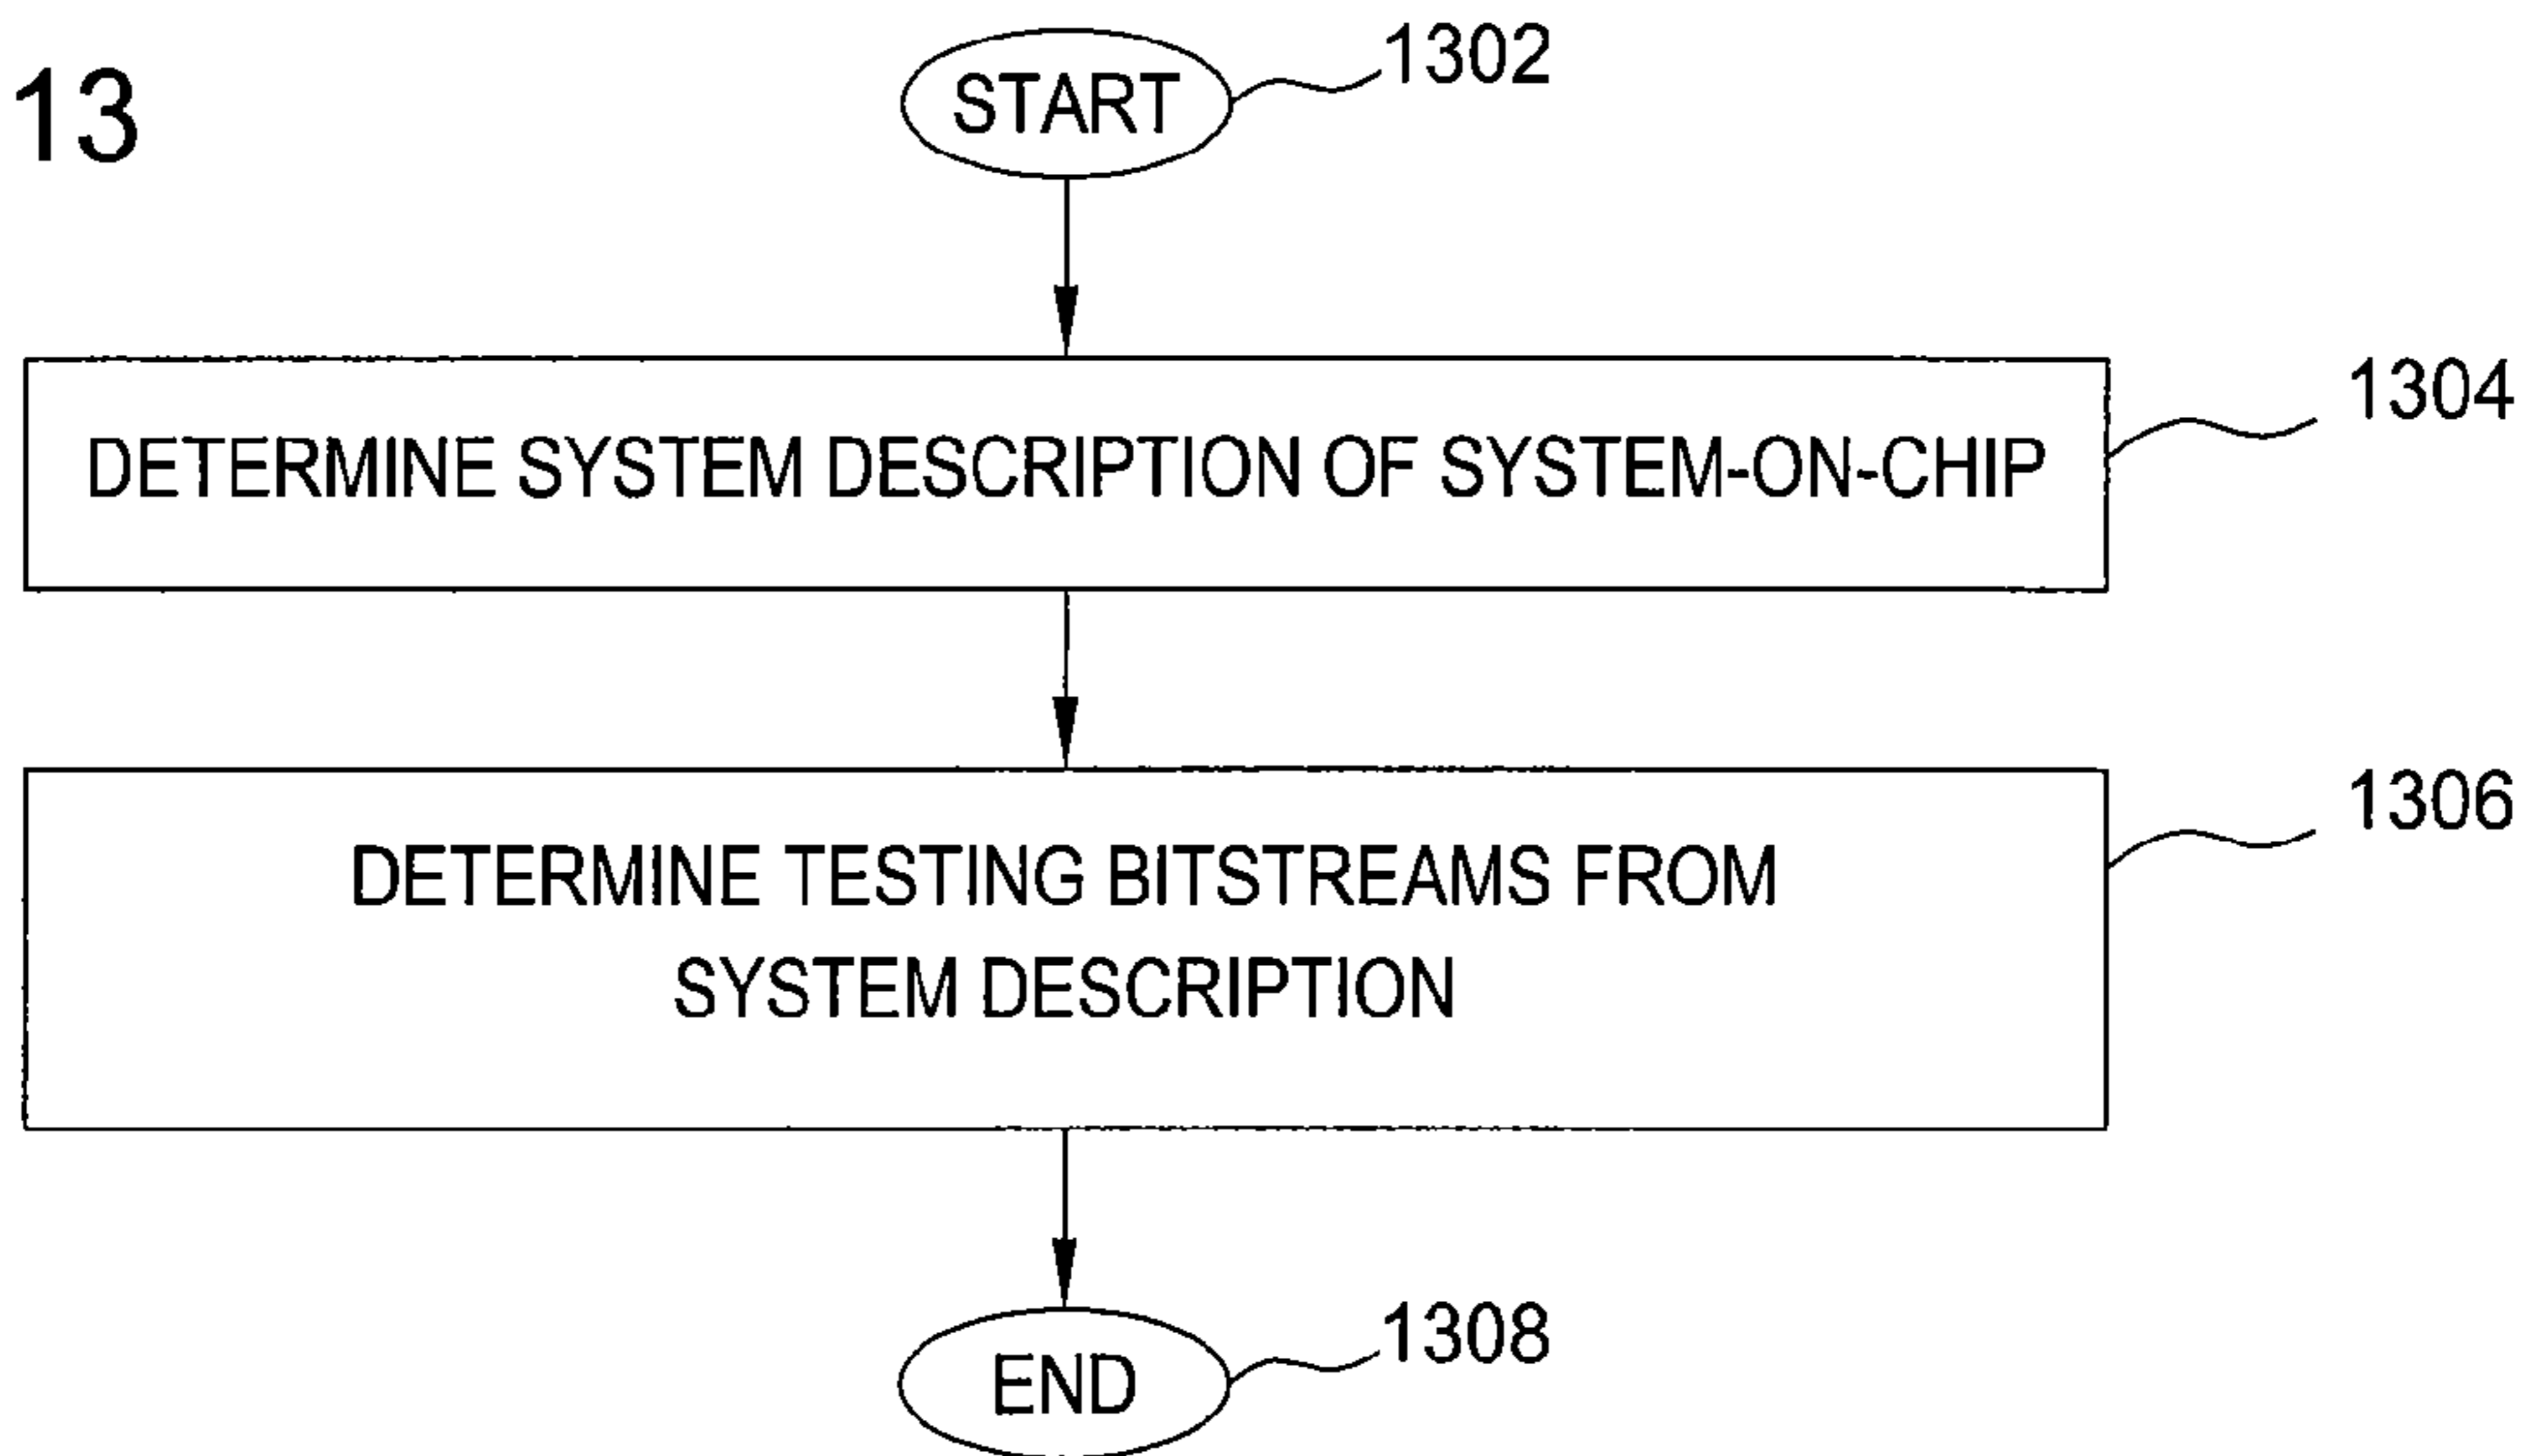 13
START
1302
DETERMINE SYSTEM DESCRIPTION OF SYSTEM-ON-CHIP
1304
DETERMINE TESTING BITSTREAMS FROM
SYSTEM DESCRIPTION
1306
END
1308